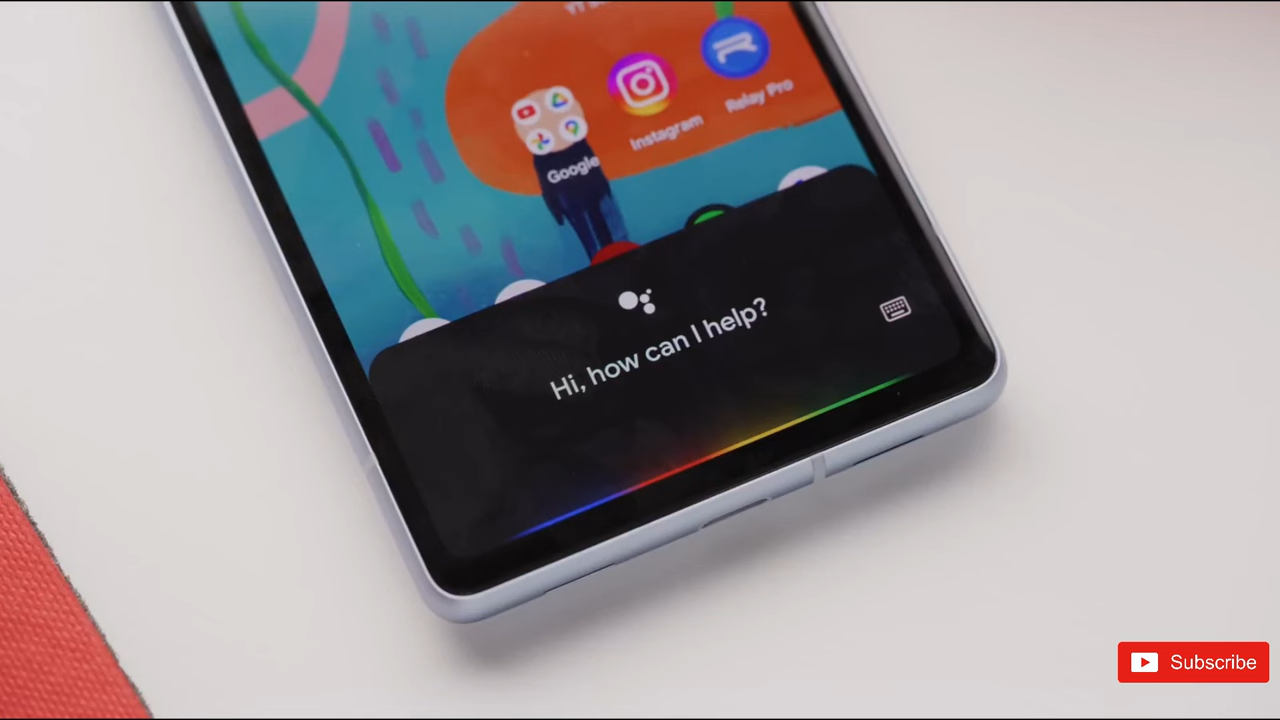 Instagram
Relay Pro
Google
Hi, how can I help?
Subscribe